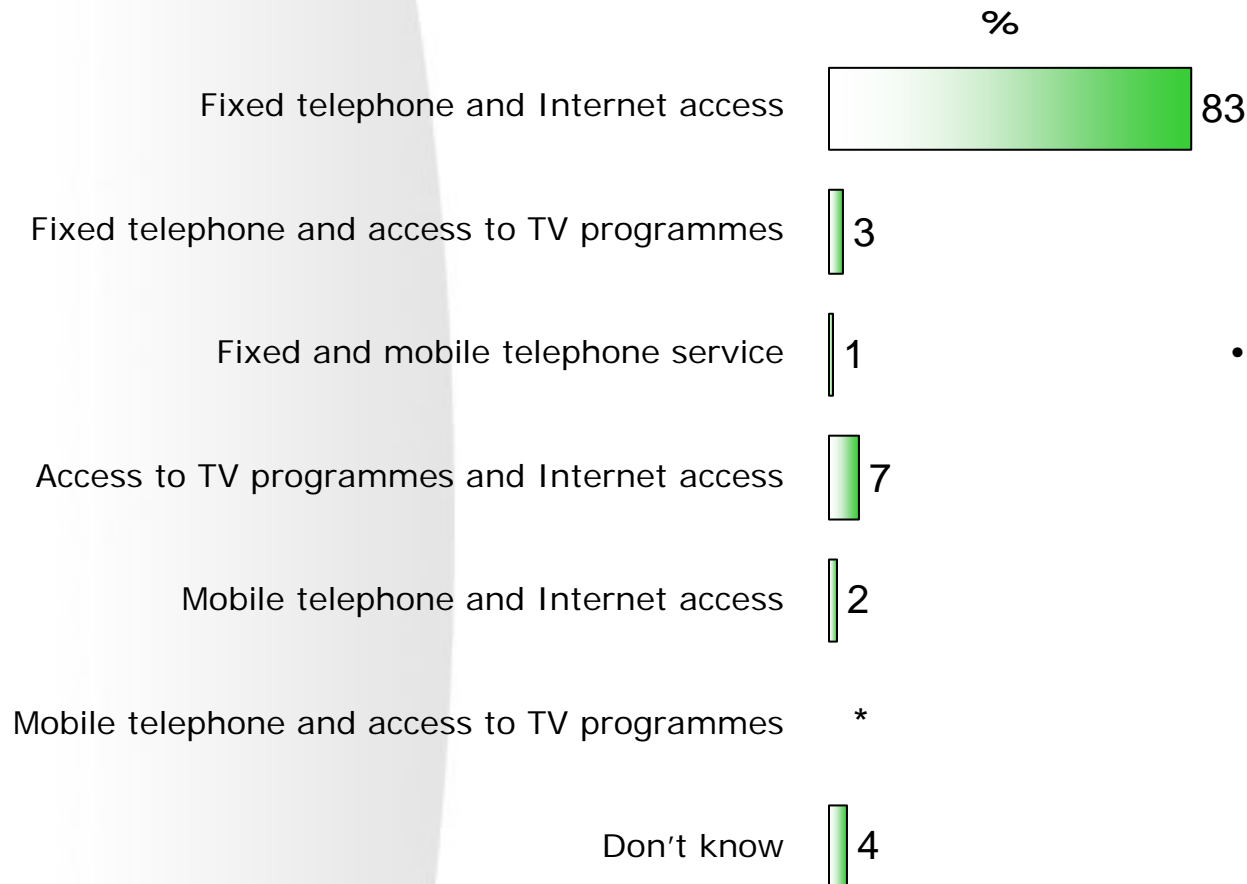 %
Fixed telephone and Internet access 83
Fixed telephone and access to TV programmes 3
Fixed and mobile telephone service 1 •
Access to TV programmes and Internet access 7
Mobile telephone and Internet access 2
Mobile telephone and access to TV programmes *
Don't know 4